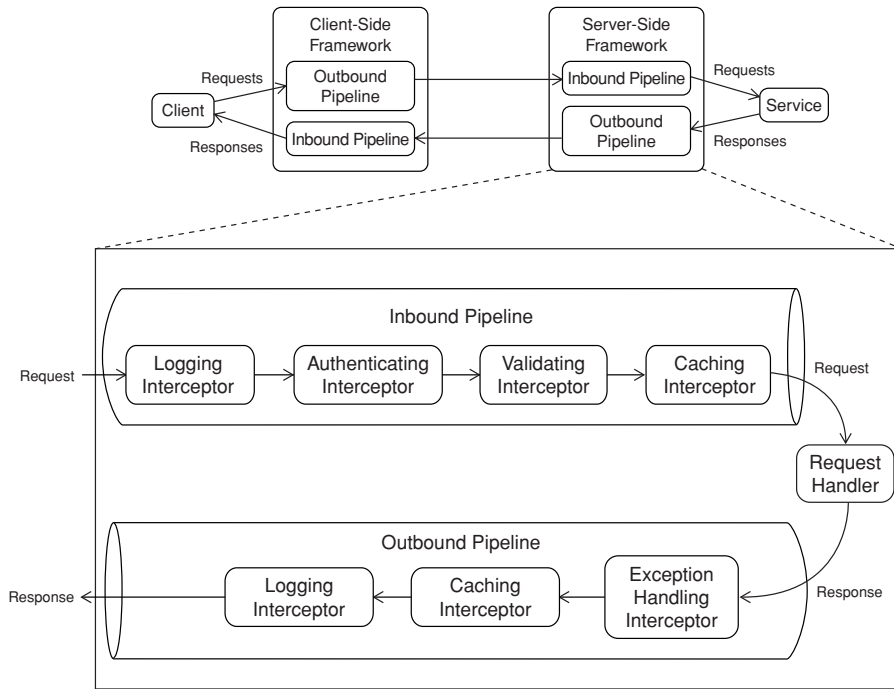 Client-Side
Framework
Server-Side
Framework
Requests
Outbound
Pipeline
Inbound Pipeline
Requests
Client
Service
Responses
Inbound Pipeline
Outbound
Pipeline
Responses
Inbound Pipeline
Request
Logging
Interceptor
Authenticating
Interceptor
Validating
Interceptor
Caching
Interceptor
Request
Request
Handler
Outbound Pipeline
Response
Logging
Interceptor
Caching
Interceptor
Exception
Handling
Interceptor
Response